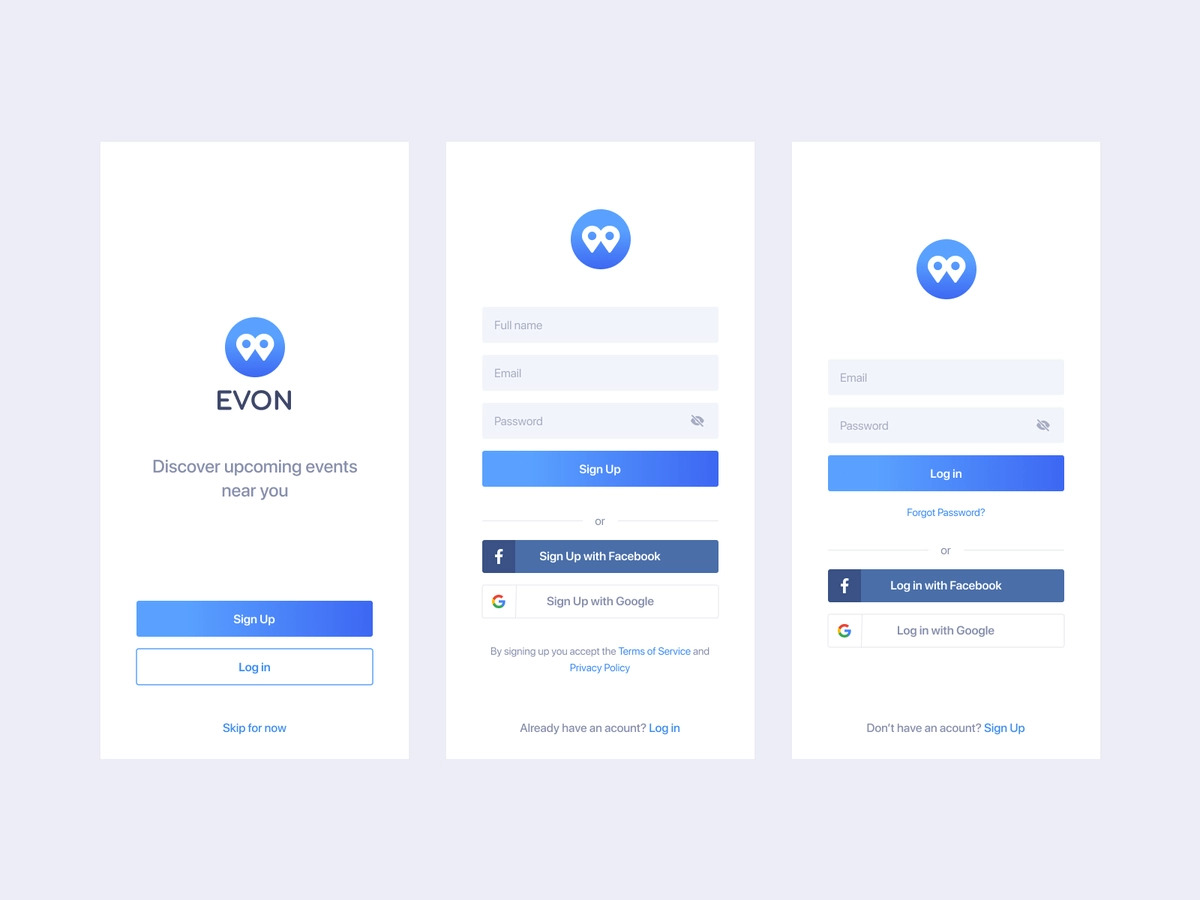 EVON
Discover upcoming events
near you
Sign Up
Log in
Skip for now
Full name
Email
Password
Sign Up
or
Sign Up with Facebook
Sign Up with Google
By signing up you accept the Terms of Service and
Privacy Policy
Already have an acount? Log in
Email
Password
Log in
Forgot Password?
or
Log in with Facebook
Log in with Google
Don't have an acount? Sign Up